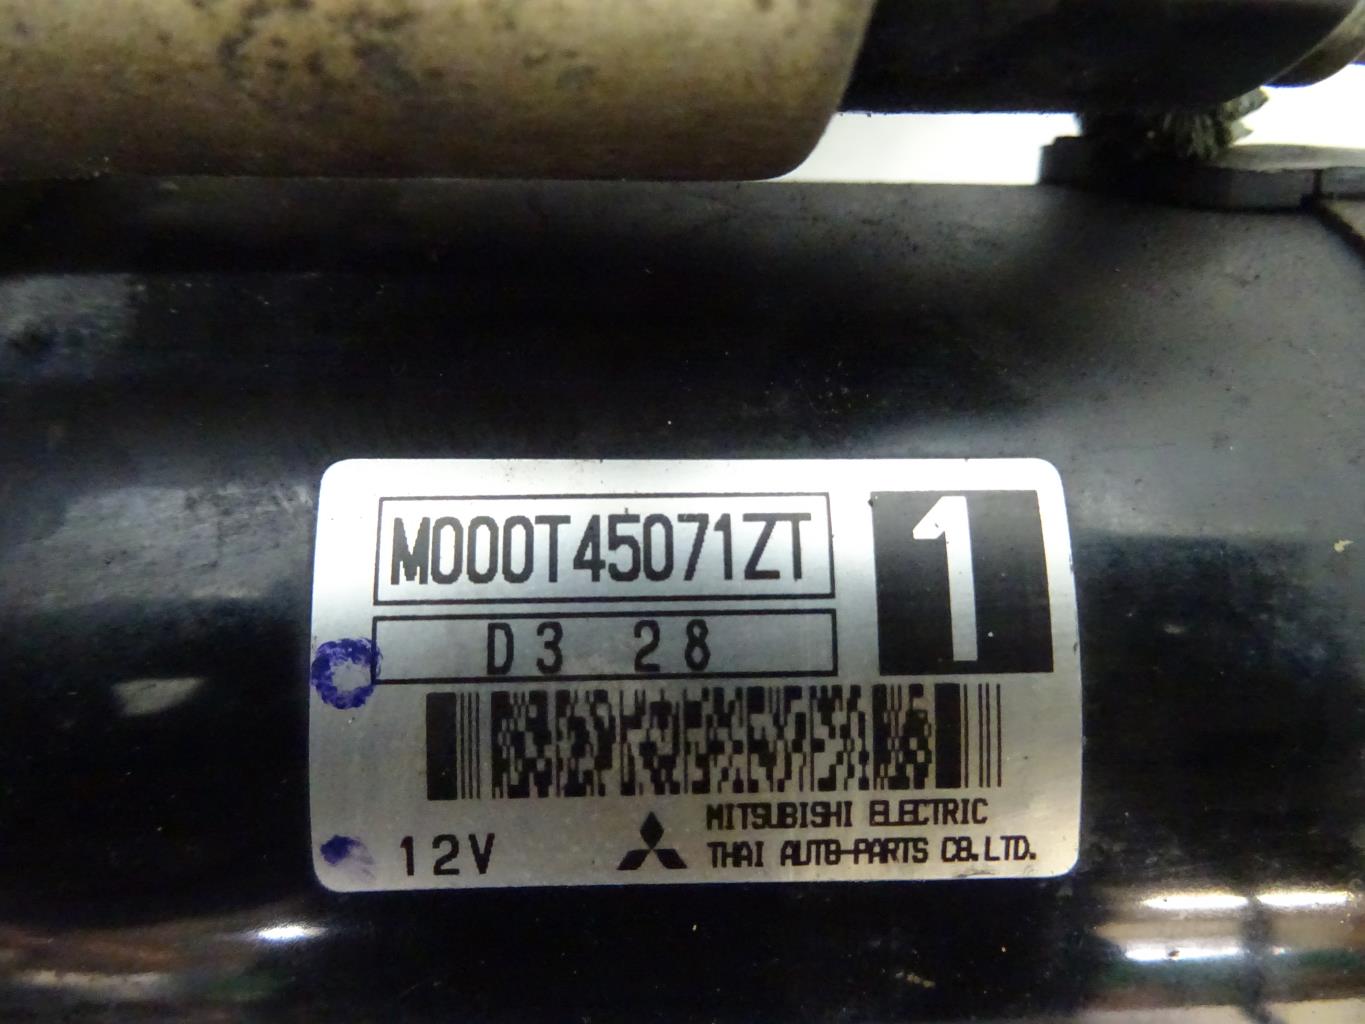 M000T45071ZT
1
D3 28
12V
MITSUBISHI ELECTRIC
THAI AUTO-PARTS CO.LTD.